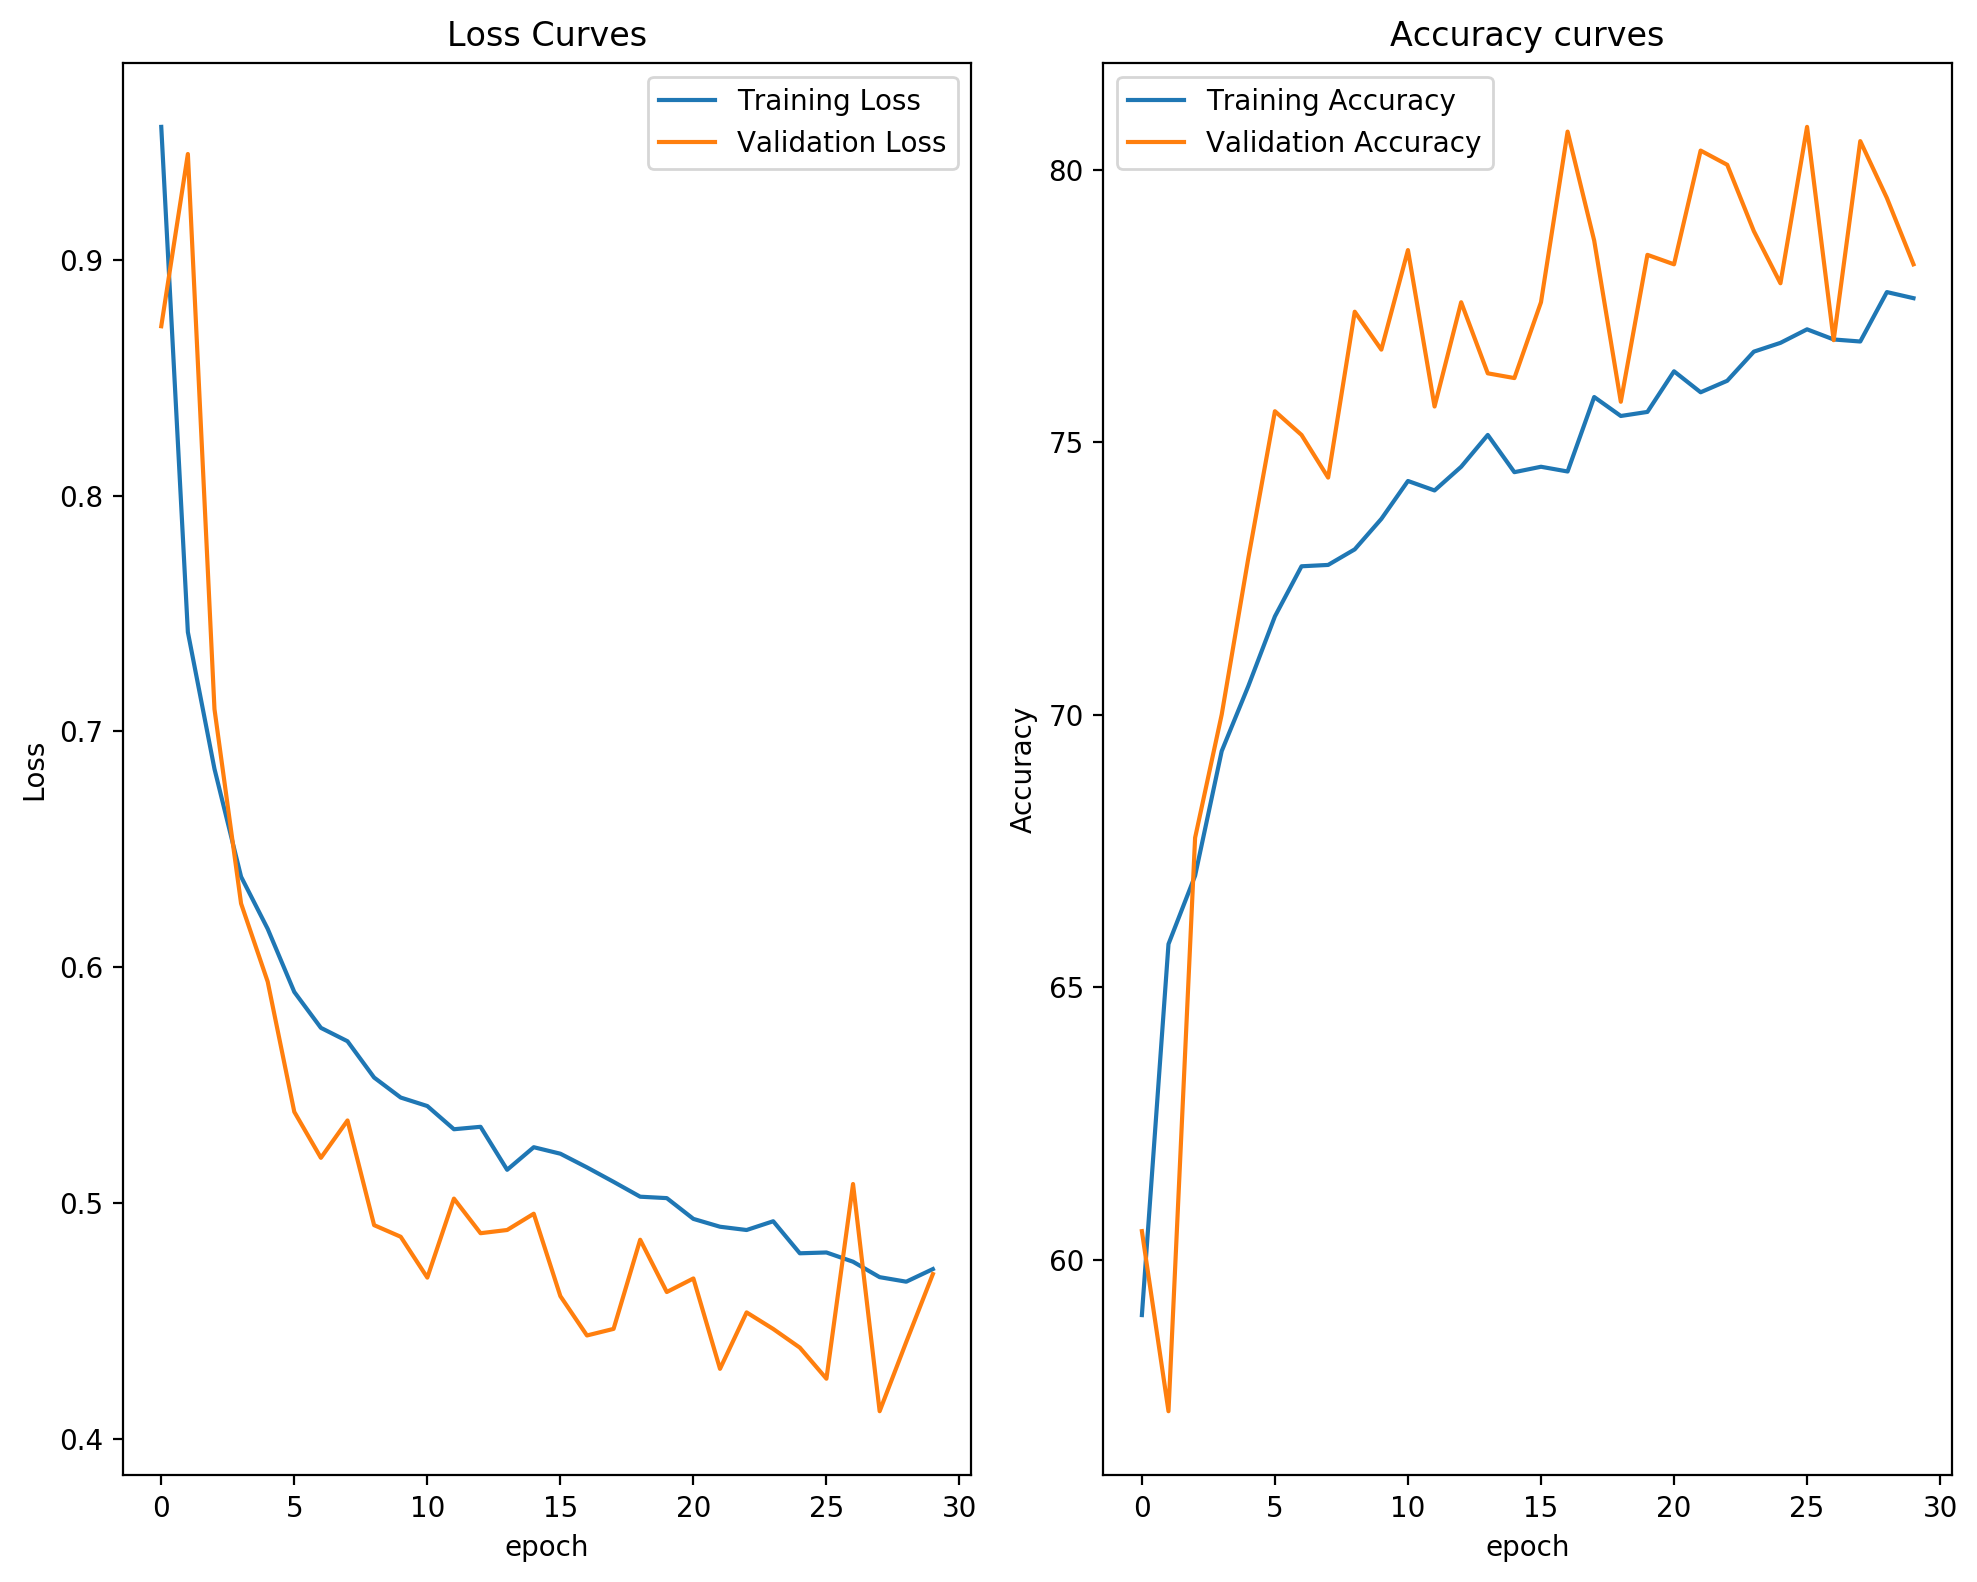 Loss Curves
Training Loss
Validation Loss
0.9
0.8
0.7
0.6
0.5
0.4
Loss
0 5 10 15 20 25 30
epoch
Accuracy curves
Training Accuracy
Validation Accuracy
80
75
70
65
60
Accuracy
0 5 10 15 20 25 30
epoch